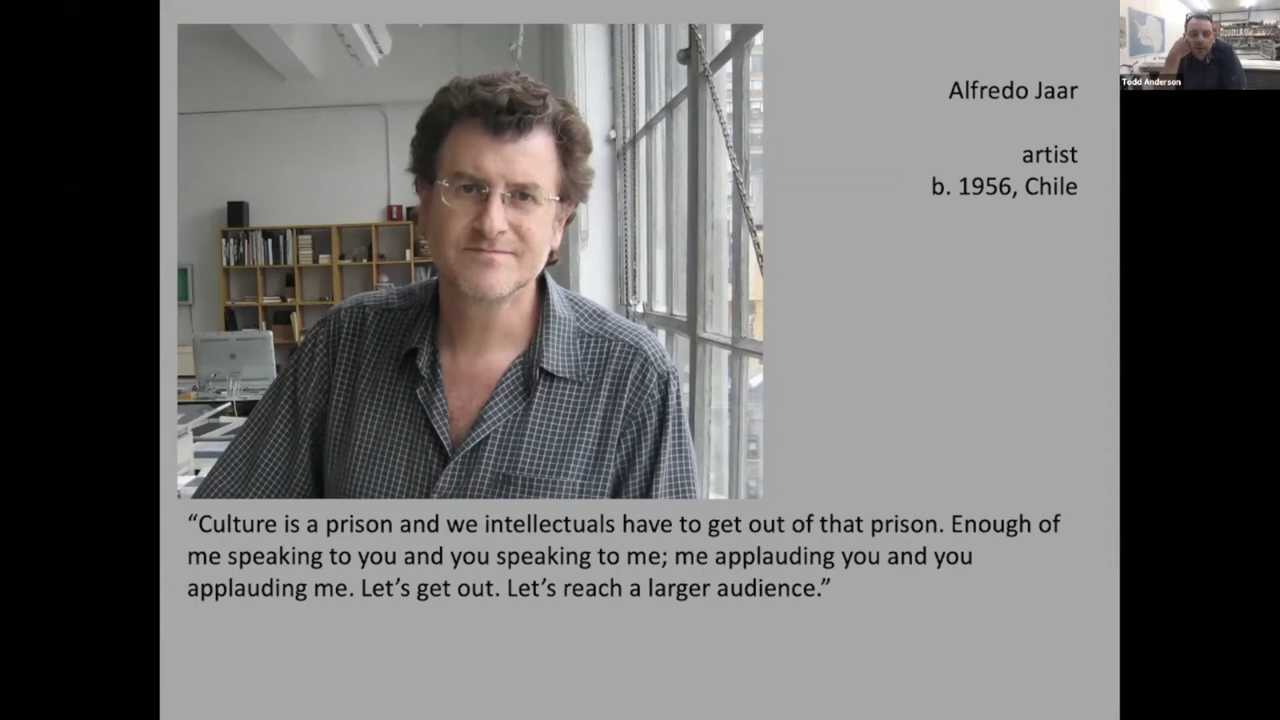 Alfredo Jaar
artist
b. 1956, Chile
Todd Anderson
“Culture is a prison and we intellectuals have to get out of that prison. Enough of
me speaking to you and you speaking to me; me applauding you and you
applauding me. Let’s get out. Let’s reach a larger audience.”